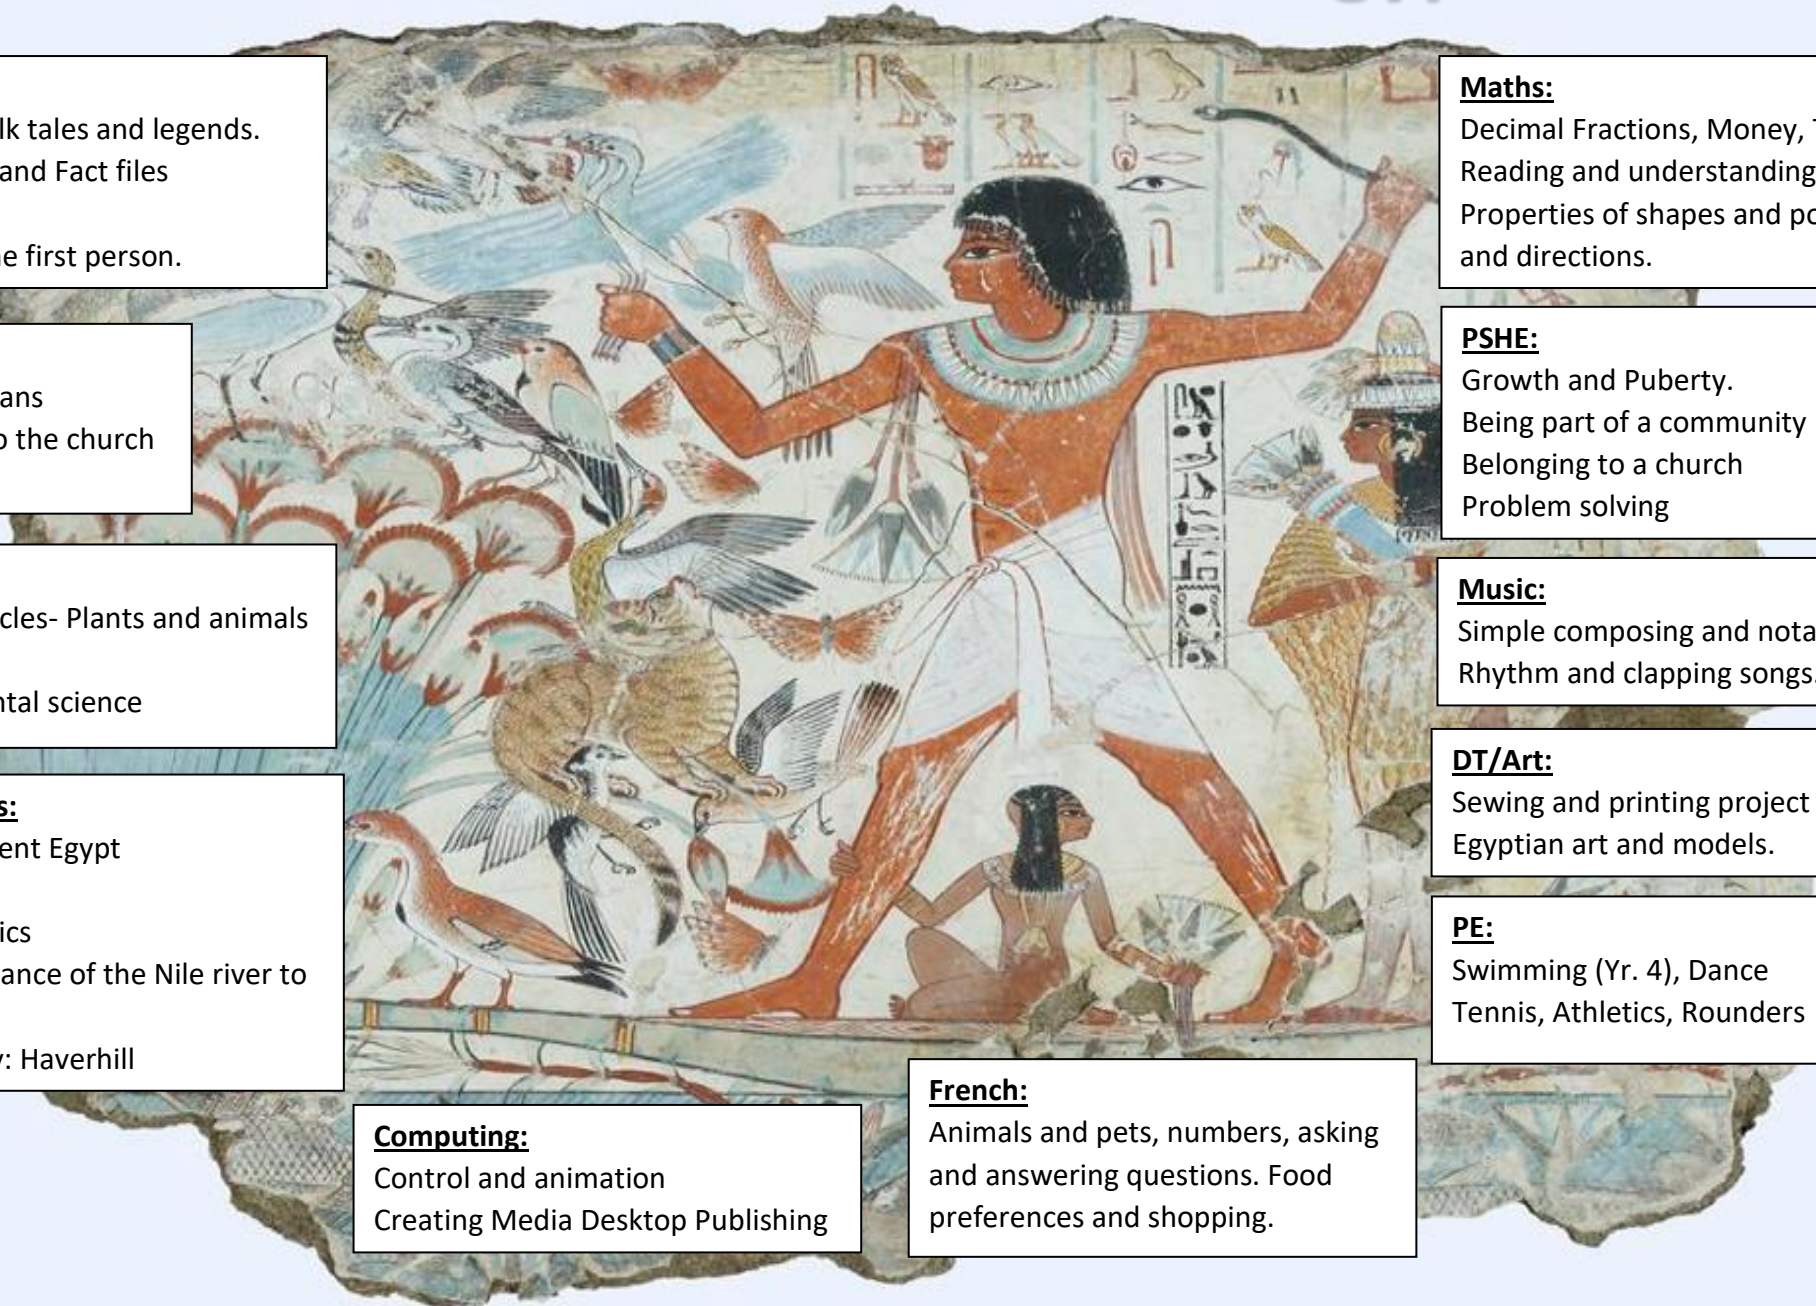 lk tales and legends.
and Fact files
e first person.
ans
o the church
cles- Plants and animals
ntal science
s:
ent Egypt
ics
ance of the Nile river to
y: Haverhill
Computing:
Control and animation
Creating Media Desktop Publishing
French:
Animals and pets, numbers, asking
and answering questions. Food
preferences and shopping.
Maths:
Decimal Fractions, Money, T
Reading and understanding
Properties of shapes and po
and directions.
PSHE:
Growth and Puberty.
Being part of a community
Belonging to a church
Problem solving
Music:
Simple composing and nota
Rhythm and clapping songs.
DT/Art:
Sewing and printing project
Egyptian art and models.
PE:
Swimming (Yr. 4), Dance
Tennis, Athletics, Rounders